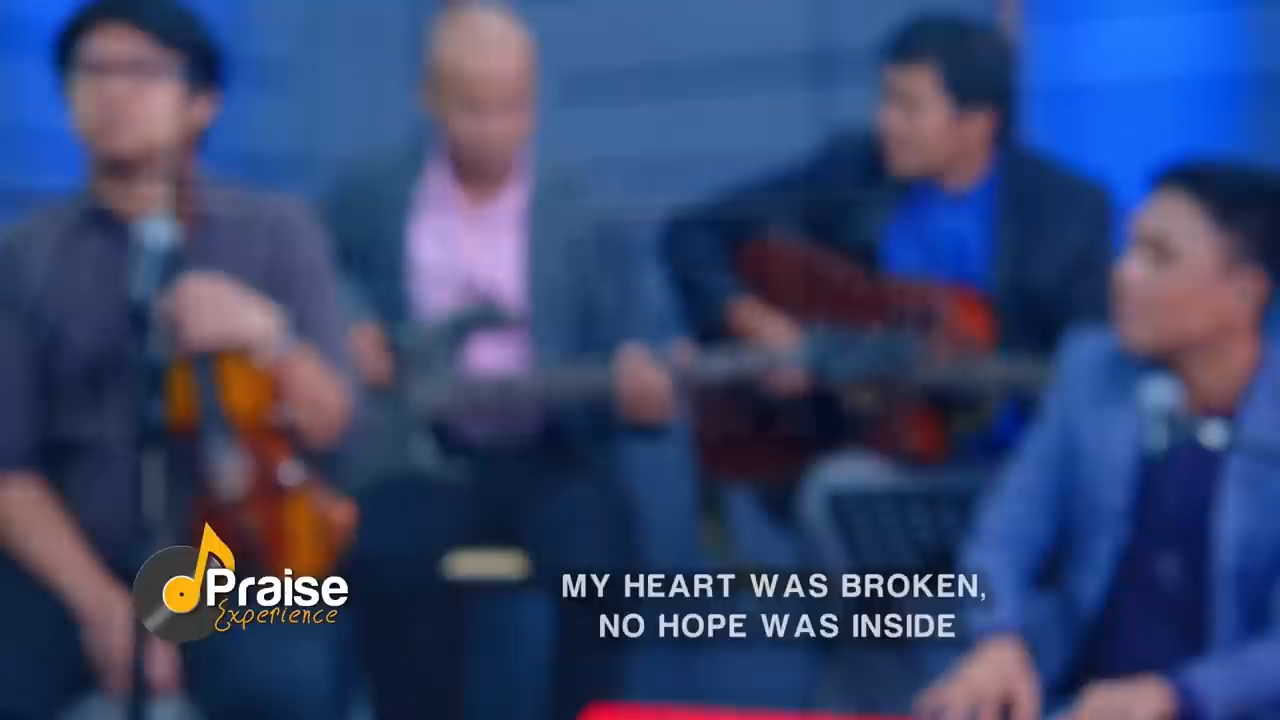 Praise
Experience
MY HEART WAS BROKEN,
NO HOPE WAS INSIDE